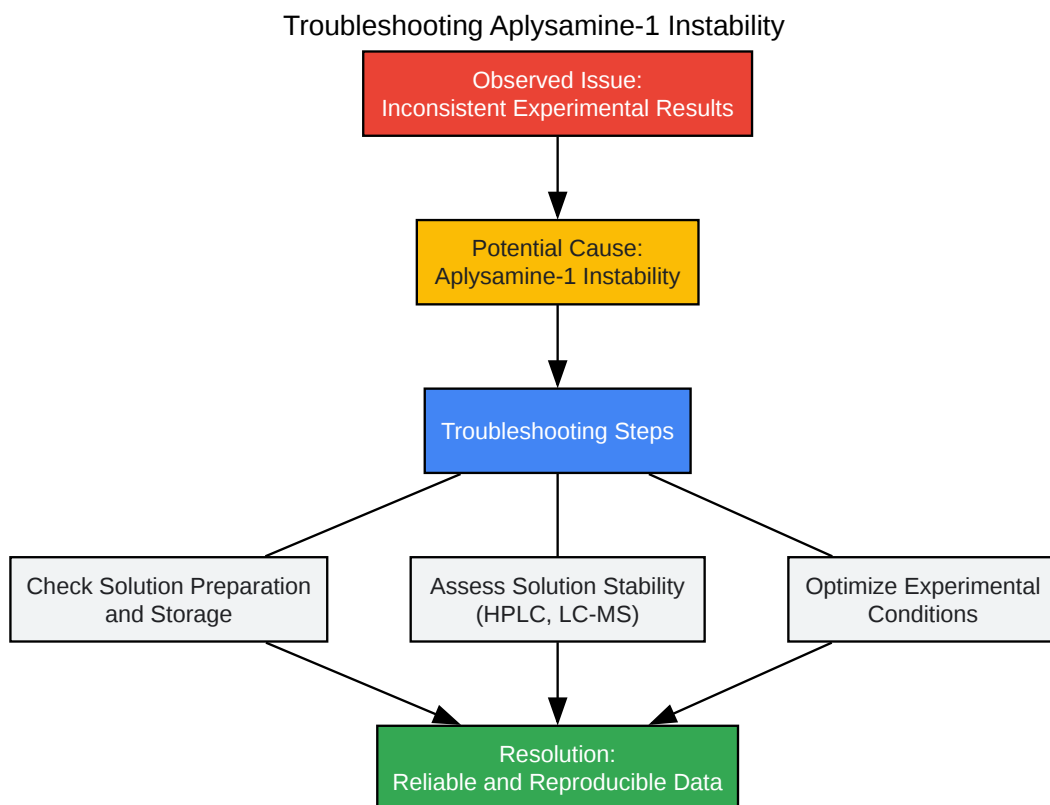 Troubleshooting Aplysamine-1 Instability
Observed Issue:
Inconsistent Experimental Results
Potential Cause:
Aplysamine-1 Instability
Troubleshooting Steps
Check Solution Preparation
and Storage
Assess Solution Stability
(HPLC, LC-MS)
Optimize Experimental
Conditions
Resolution:
Reliable and Reproducible Data